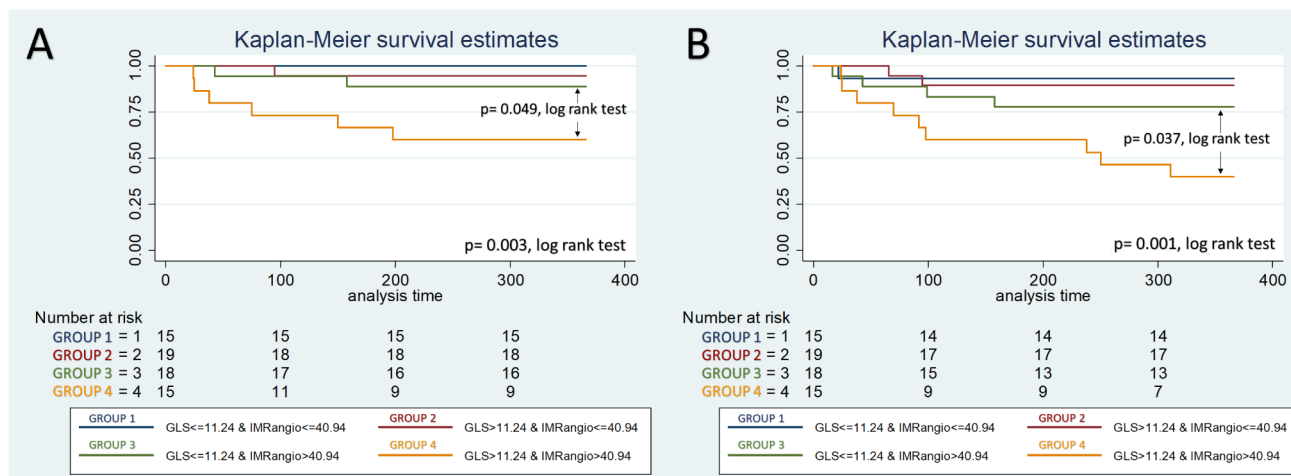 A
Kaplan-Meier survival estimates
1.00
0.75
0.50
0.25
0.00
p= 0.049, log rank test
p= 0.003, log rank test
0 100 200 300 400
analysis time
Number at risk
GROUP 1 = 1 15 15 15 15
GROUP 2 = 2 19 18 18 18
GROUP 3 = 3 18 17 16 16
GROUP 4 = 4 15 11 9 9
GROUP 1 GROUP 2
GLS<=11.24 & IMRangio<=40.94 GLS>11.24 & IMRangio<=40.94
GROUP 3 GROUP 4
GLS<=11.24 & IMRangio>40.94 GLS>11.24 & IMRangio>40.94
B
Kaplan-Meier survival estimates
1.00
0.75
0.50
0.25
0.00
p= 0.037, log rank test
p= 0.001, log rank test
0 100 200 300 400
analysis time
Number at risk
GROUP 1 = 1 15 14 14 14
GROUP 2 = 2 19 17 17 17
GROUP 3 = 3 18 15 13 13
GROUP 4 = 4 15 9 9 7
GROUP 1 GROUP 2
GLS<=11.24 & IMRangio<=40.94 GLS>11.24 & IMRangio<=40.94
GROUP 3 GROUP 4
GLS<=11.24 & IMRangio>40.94 GLS>11.24 & IMRangio>40.94